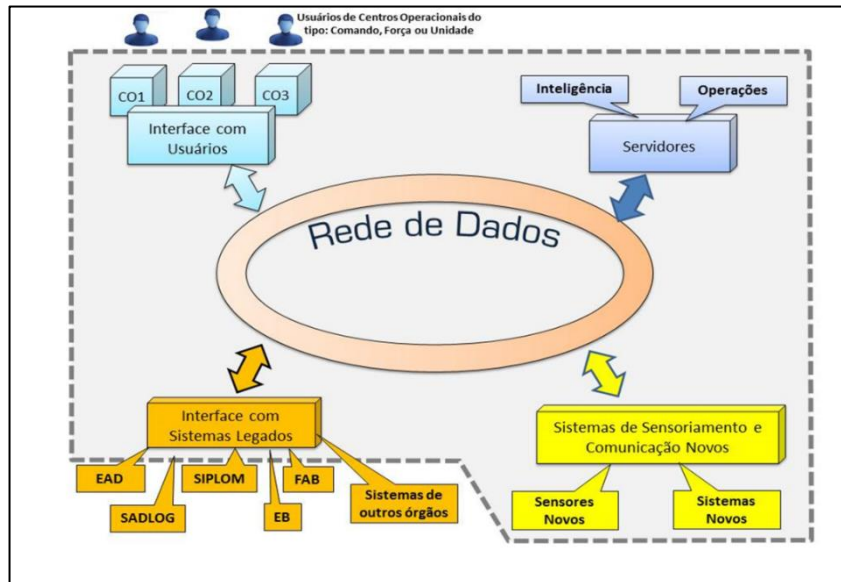 Usuários de Centros Operacionais do
tipo: Comando, Força ou Unidade
CO1
CO2
CO3
Interface com
Usuários
Inteligência
Operações
Servidores
Rede de Dados
Interface com
Sistemas Legados
EAD
SADLOG
SIPLOM
EB
FAB
Sistemas de
outros órgãos
Sistemas de Sensoriamento e
Comunicação Novos
Sensores
Novos
Sistemas
Novos